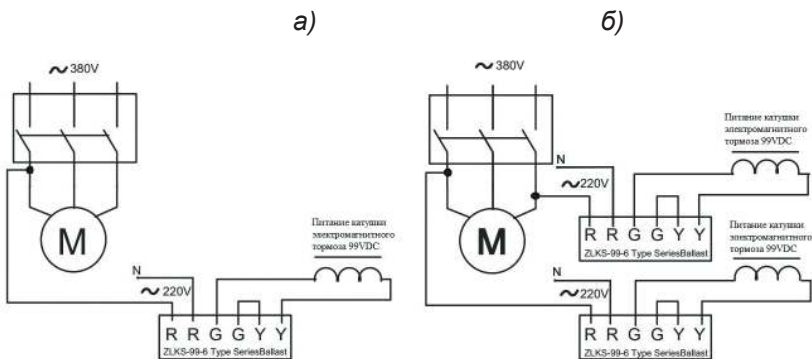 а)
~380V
M
Питание катушки
электромагнитного
тормоза 99VDC
N
~220V
R R G G Y Y
ZLKS-99-6 Type SeriesBallast
б)
~380V
Питание катушки
электромагнитного
тормоза 99VDC
N
~220V
M
R R G G Y Y
ZLKS-99-6 Type SeriesBallast
Питание катушки
электромагнитного
тормоза 99VDC
N
~220V
R R G G Y Y
ZLKS-99-6 Type SeriesBallast